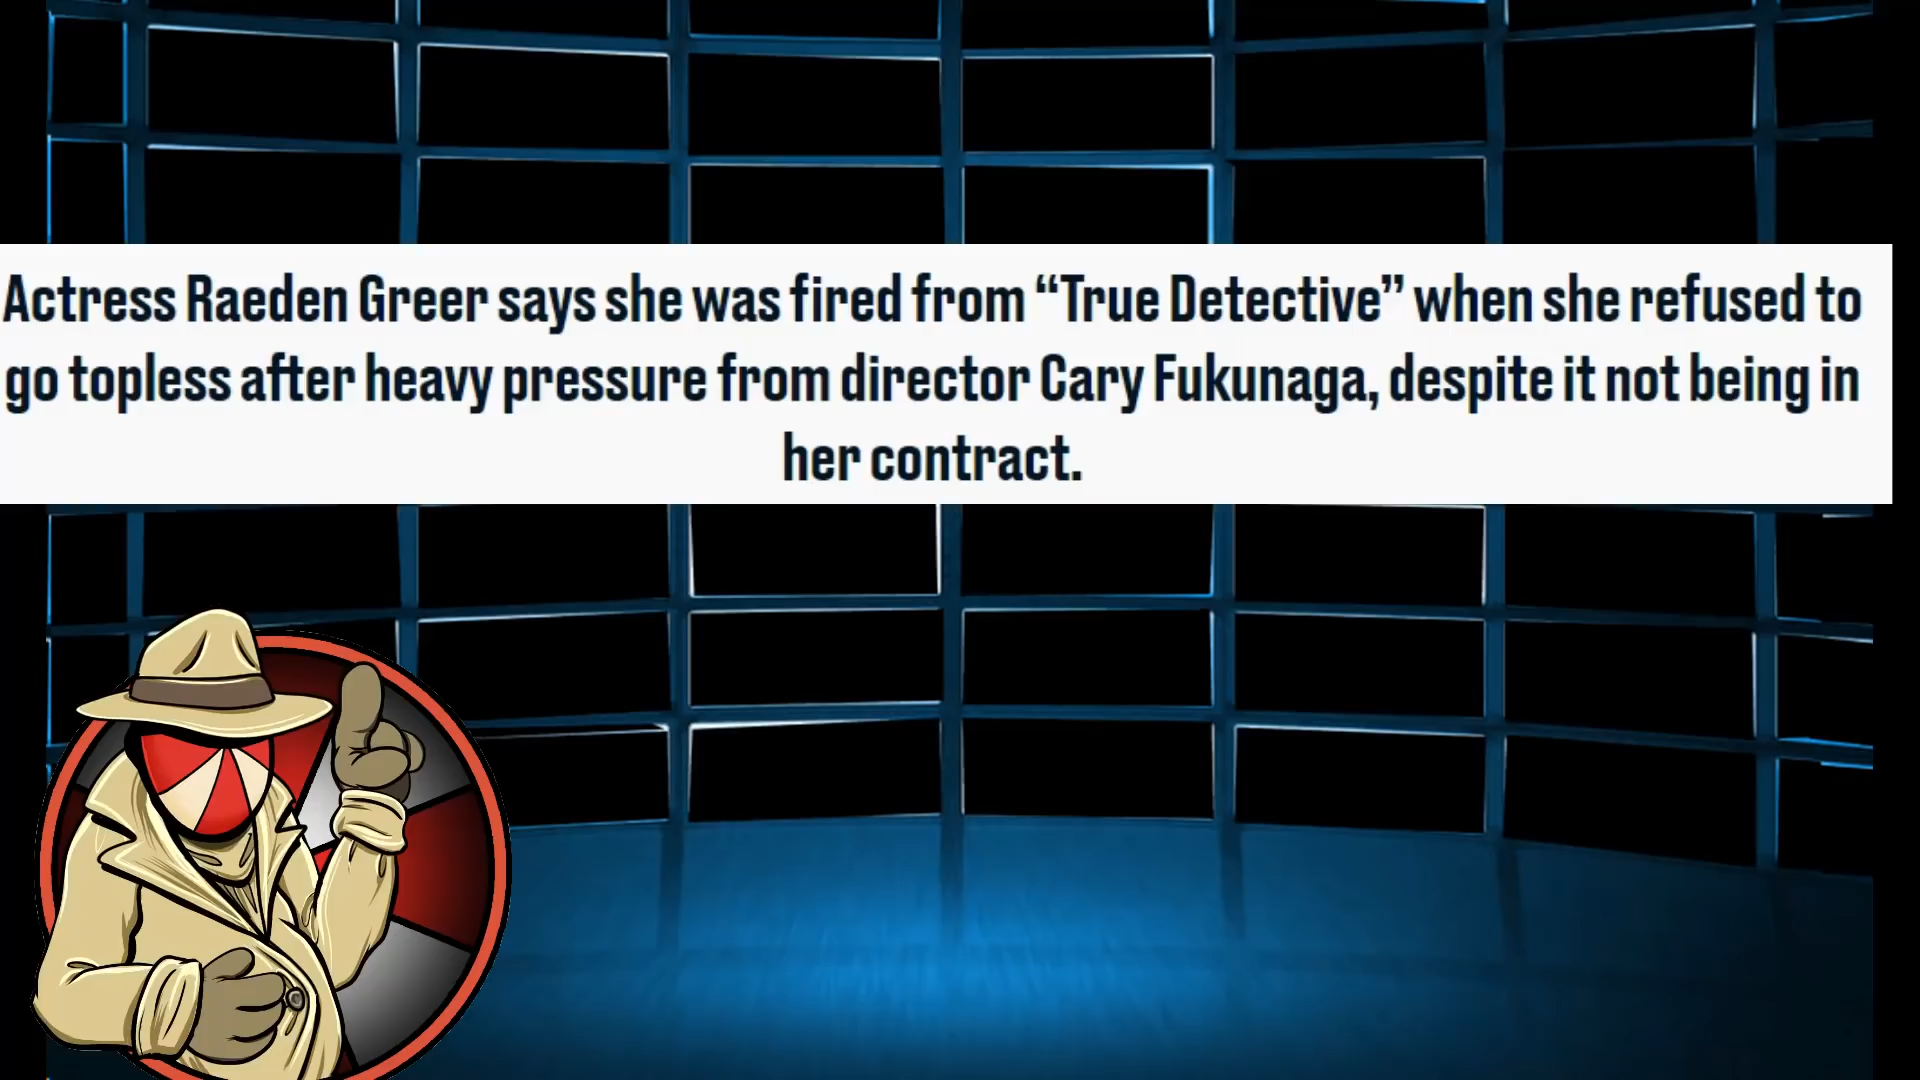 Actress Raeden Greer says she was fired from “True Detective” when she refused to
go topless after heavy pressure from director Cary Fukunaga, despite it not being in
her contract.